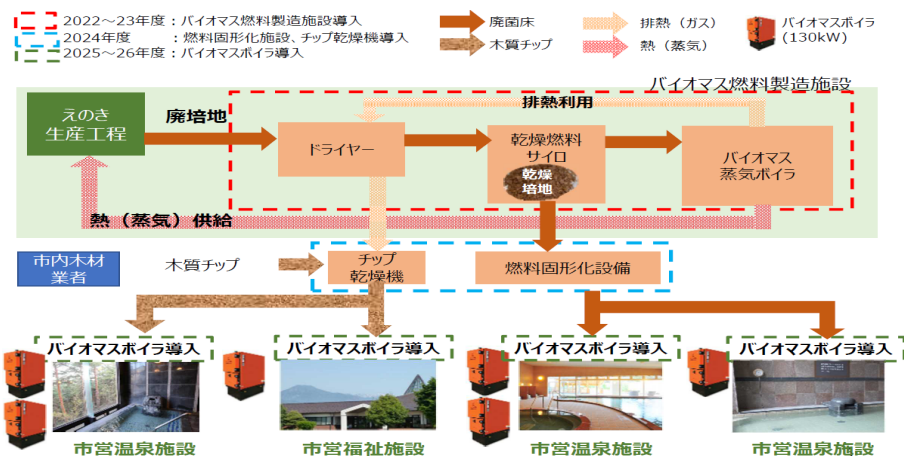 2022~23年度:バイオマス燃料製造施設導入
2024年度　　:燃料固形化施設、チップ乾燥機導入
2025~26年度:バイオマスボイラ導入
廃菌床
木質チップ
排熱(ガス)
熱(蒸気)
バイオマスボイラ
(130kW)
バイオマス燃料製造施設
えのき
生産工程
廃培地
排熱利用
ドライヤー
乾燥燃料
サイロ
乾燥
培地
バイオマス
蒸気ボイラ
熱(蒸気)供給
市内木材
業者
木質チップ
チップ
乾燥機
燃料固形化設備
バイオマスボイラ導入
バイオマスボイラ導入
バイオマスボイラ導入
バイオマスボイラ導入
市営温泉施設
市営福祉施設
市営温泉施設
市営温泉施設